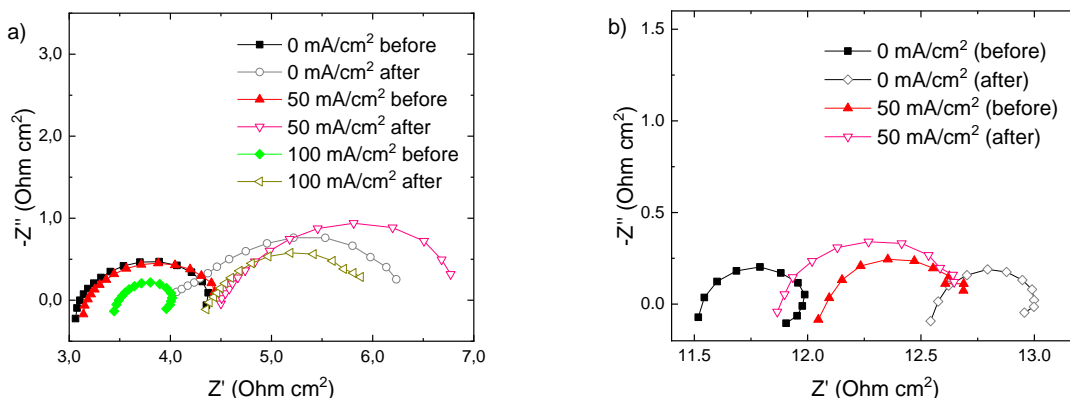 a)
0 mA/cm² before
0 mA/cm² after
50 mA/cm² before
50 mA/cm² after
100 mA/cm² before
100 mA/cm² after
3,0
2,0
1,0
0,0
-Z'' (Ohm cm²)
3,0 4,0 5,0 6,0 7,0
Z' (Ohm cm²)
b)
0 mA/cm² (before)
0 mA/cm² (after)
50 mA/cm² (before)
50 mA/cm² (after)
1.5
1.0
0.5
0.0
-Z'' (Ohm cm²)
11.5 12.0 12.5 13.0
Z' (Ohm cm²)